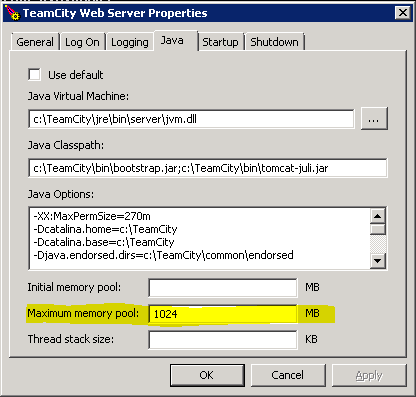 TeamCity Web Server Properties
General Log On Logging Java Startup Shutdown
Use default
Java Virtual Machine:
c:\TeamCity\jre\bin\server\jvm.dll ...
Java Classpath:
c:\TeamCity\bin\bootstrap.jar;c:\TeamCity\bin\tomcat-juli.jar
Java Options:
-XX:MaxPermSize=270m
-Dcatalina.home=c:\TeamCity
-Dcatalina.base=c:\TeamCity
-Djava.endorsed.dirs=c:\TeamCity\common\endorsed
Initial memory pool: MB
Maximum memory pool: 1024 MB
Thread stack size: KB
OK Cancel Apply